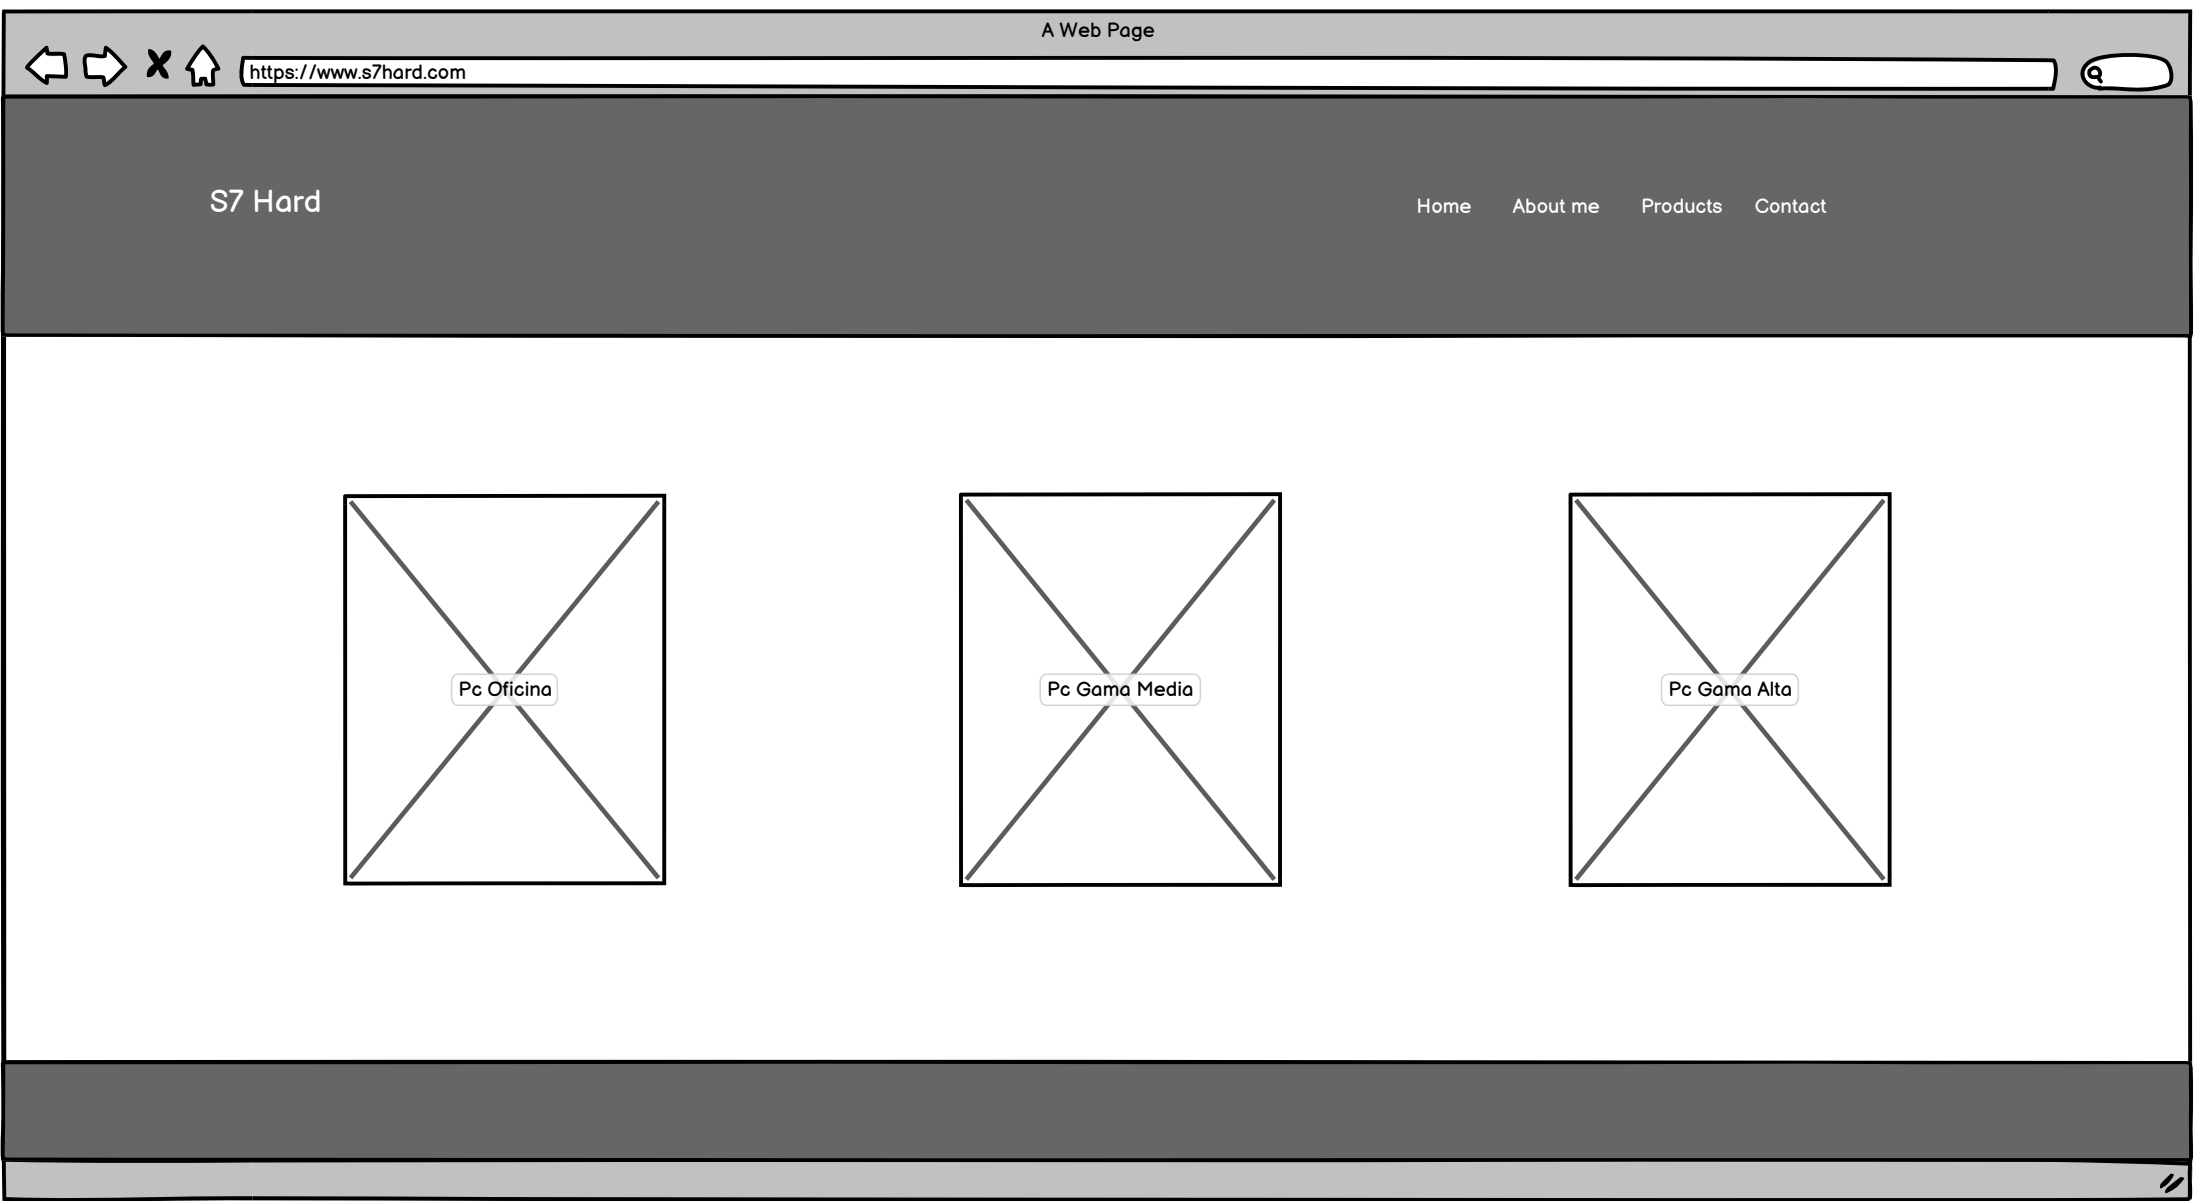 A Web Page
https://www.s7hard.com
S7 Hard
Home About me Products Contact
Pc Oficina Pc Gama Media Pc Gama Alta